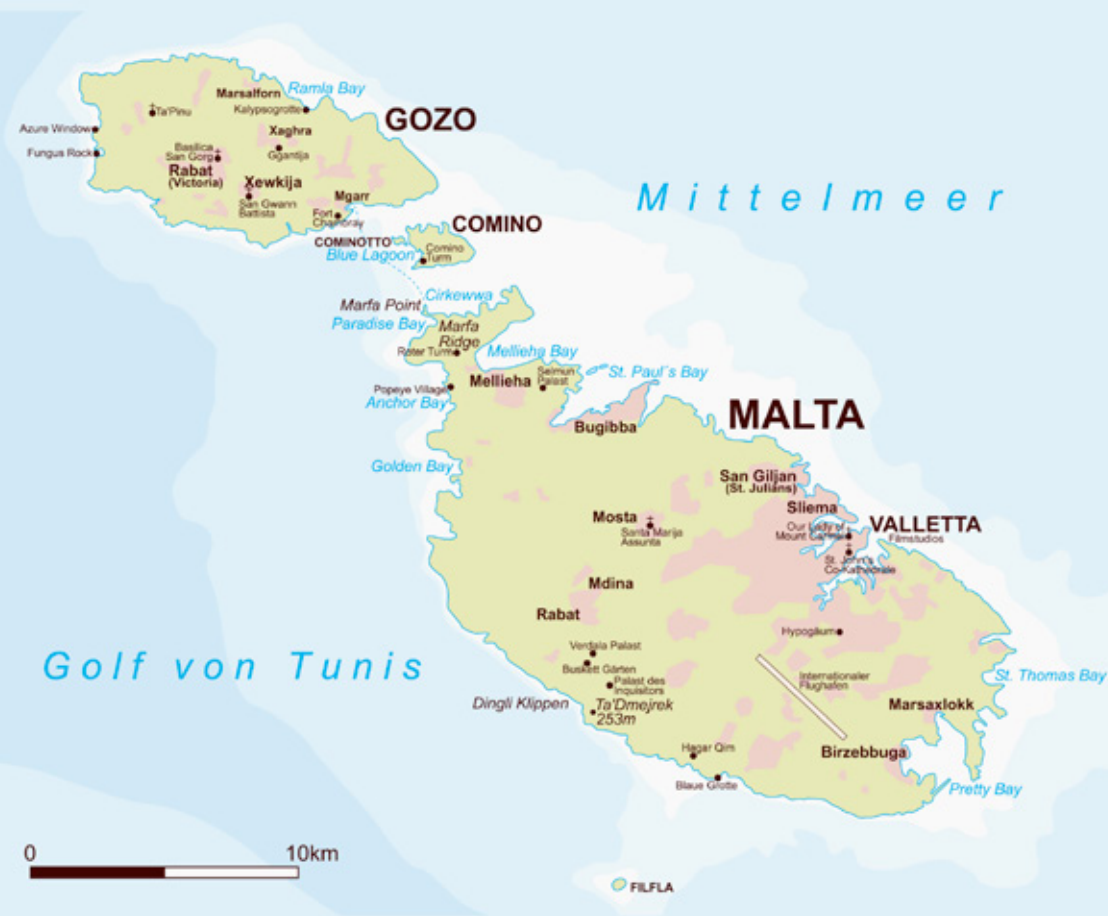 Marsalforn
Ramla Bay
Kalypsogrotte
Ta'Pinu
GOZO
Azure Window
Xaghra
Fungus Rock
Basilica
San Gorg
Ggantija
Rabat
(Victoria)
Xewkija
San Gwann
Battista
Mgarr
Fort
Chambray
Mittelmeer
COMINO
COMINOTTO
Blue Lagoon
Comino
Turm
Cirkewwa
Marfa Point
Paradise Bay
Marfa
Ridge
Roter Turm
Mellieha Bay
Selmun
Palast
St. Paul´s Bay
Mellieha
Popeye Village
Anchor Bay
MALTA
Bugibba
Golden Bay
San Giljan
(St. Julians)
Sliema
Mosta
Santa Marija
Assunta
Our Lady of
Mount Carmel
VALLETTA
Filmstudios
St. John's
Co-Kathedrale
Mdina
Rabat
Hypogäum
Verdala Palast
Buskett Gärten
Golf von Tunis
Palast des
Inquisitors
Internationaler
Flughafen
St. Thomas Bay
Dingli Klippen
Ta'Dmejrek
253m
Marsaxlokk
Hagar Qim
Birzebbuga
Blaue Grotte
Pretty Bay
0
10km
FILFLA